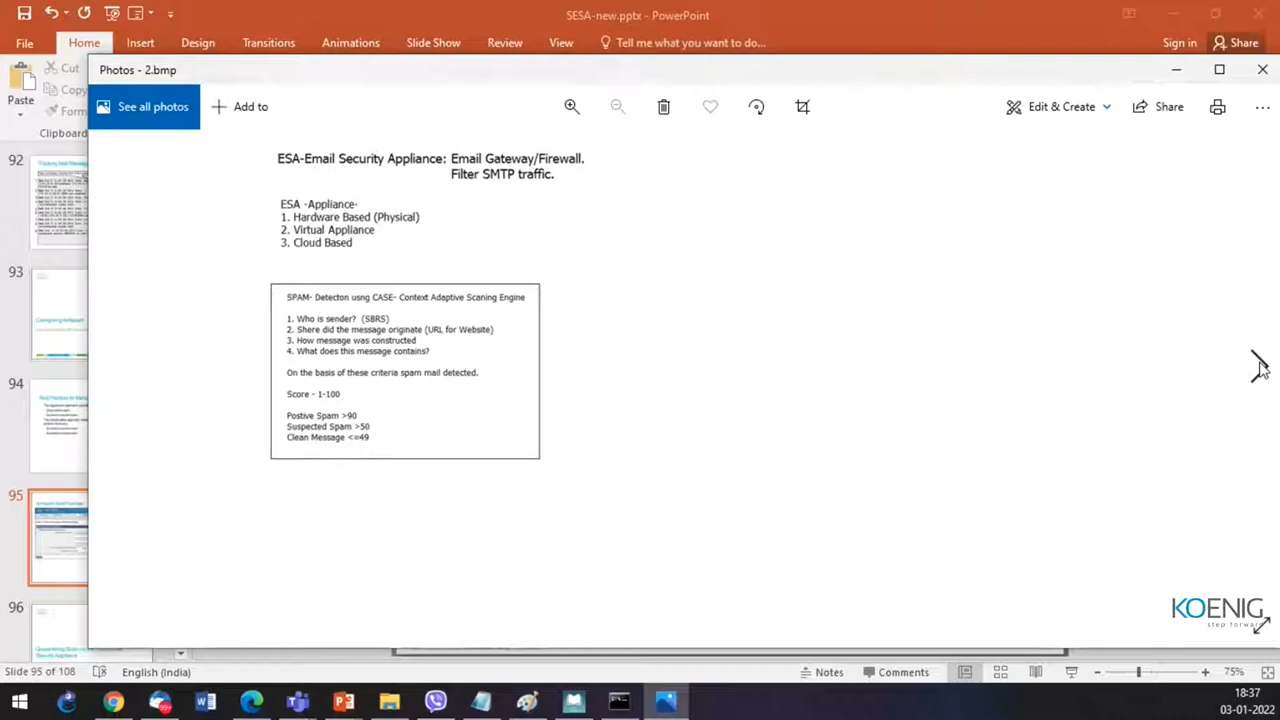 SESA-new.pptx - PowerPoint
File Home Insert Design Transitions Animations Slide Show Review View Tell me what you want to do... Sign in Share
Photos - 2.bmp
Cut
Copy
Paste
Form
Clipboard
See all photos Add to Edit & Create Share
92
93
94
95
96
ESA-Email Security Appliance: Email Gateway/Firewall.
Filter SMTP traffic.
ESA -Appliance-
1. Hardware Based (Physical)
2. Virtual Appliance
3. Cloud Based
SPAM- Detecton usng CASE- Context Adaptive Scaning Engine
1. Who is sender? (SBRS)
2. Shere did the message originate (URL for Website)
3. How message was constructed
4. What does this message contains?
On the basis of these criteria spam mail detected.
Score - 1-100
Postive Spam >90
Suspected Spam >50
Clean Message <=49
KOENIG
step forward
Slide 95 of 108 English (India) Notes Comments 75%
18:37
03-01-2022